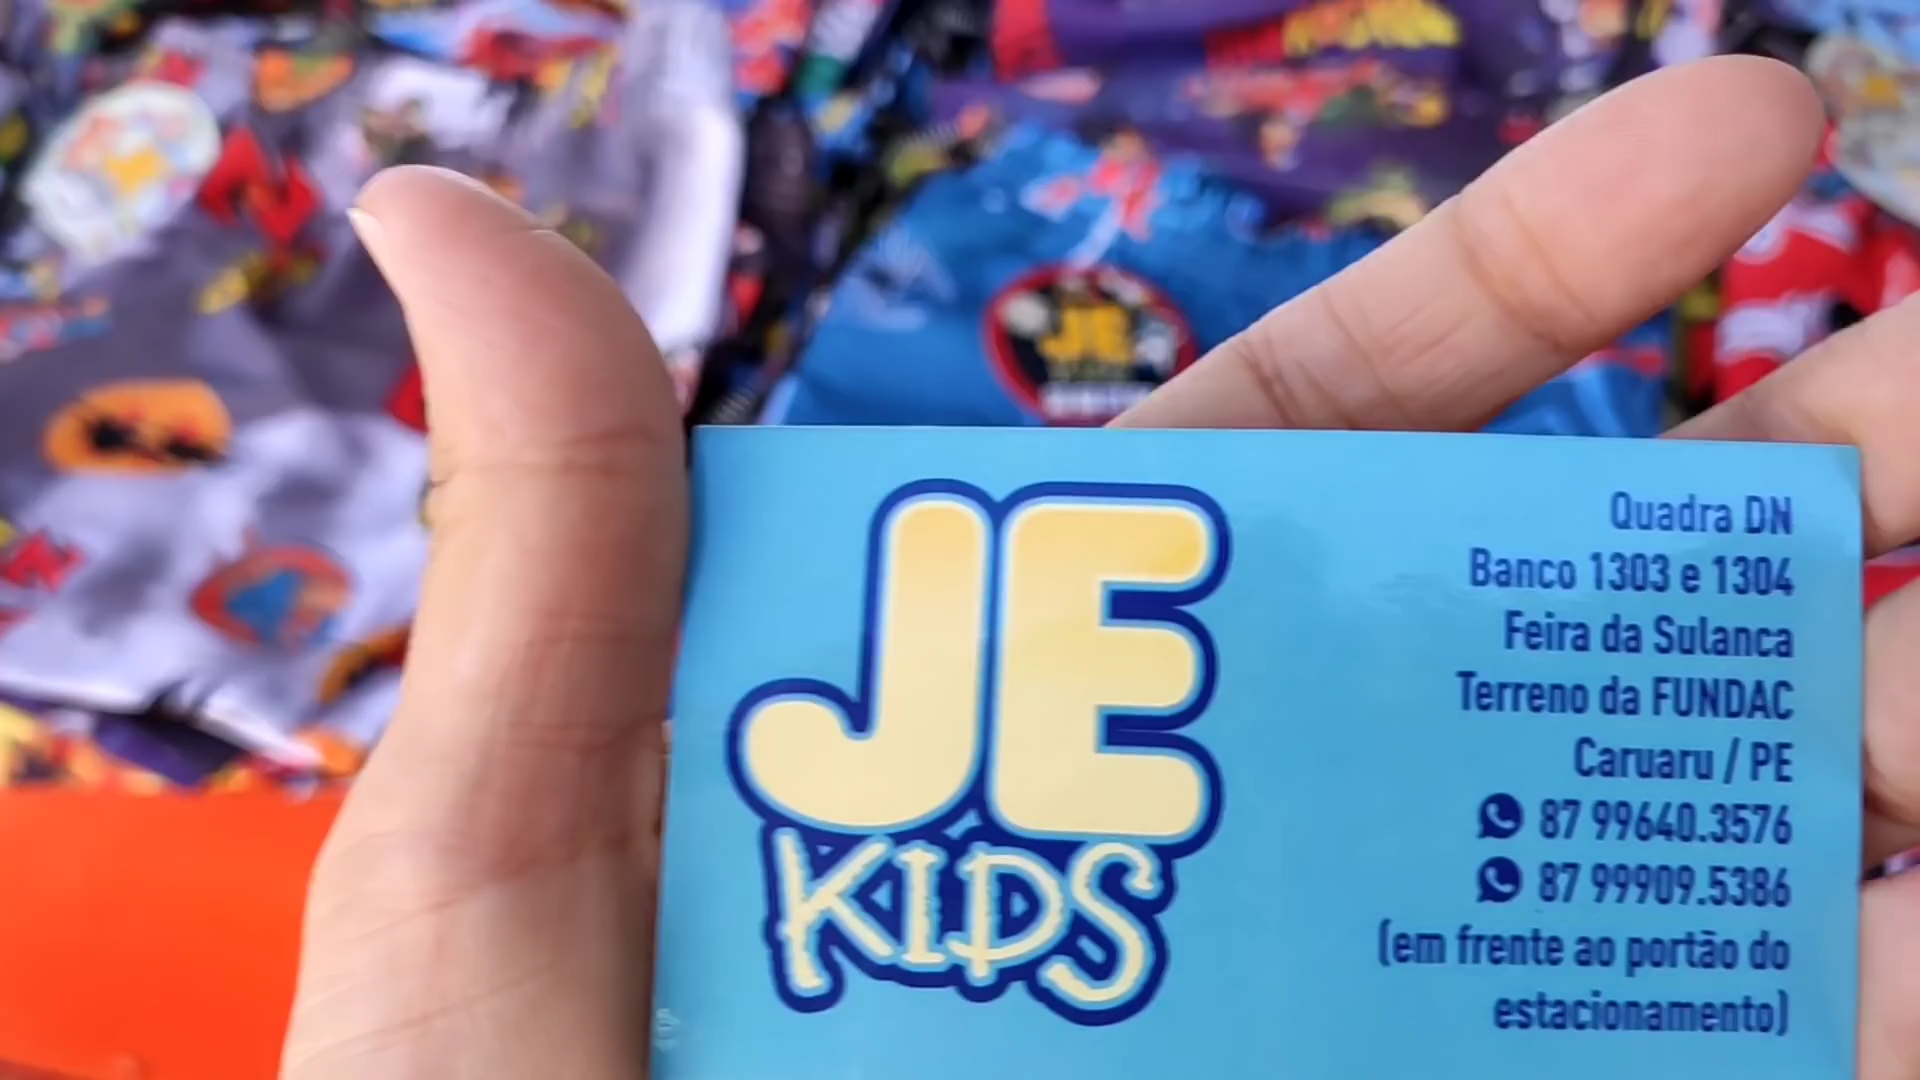 JE
KIDS
Quadra DN
Banco 1303 e 1304
Feira da Sulanca
Terreno da FUNDAC
Caruaru / PE
87 99640.3576
87 99909.5386
(em frente ao portão do
estacionamento)
JE